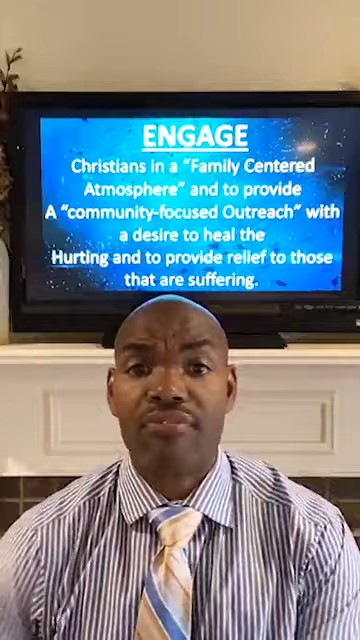 ENGAGE
Christians in a “Family Centered
Atmosphere” and to provide
A “community-focused Outreach” with
a desire to heal the
Hurting and to provide relief to those
that are suffering.